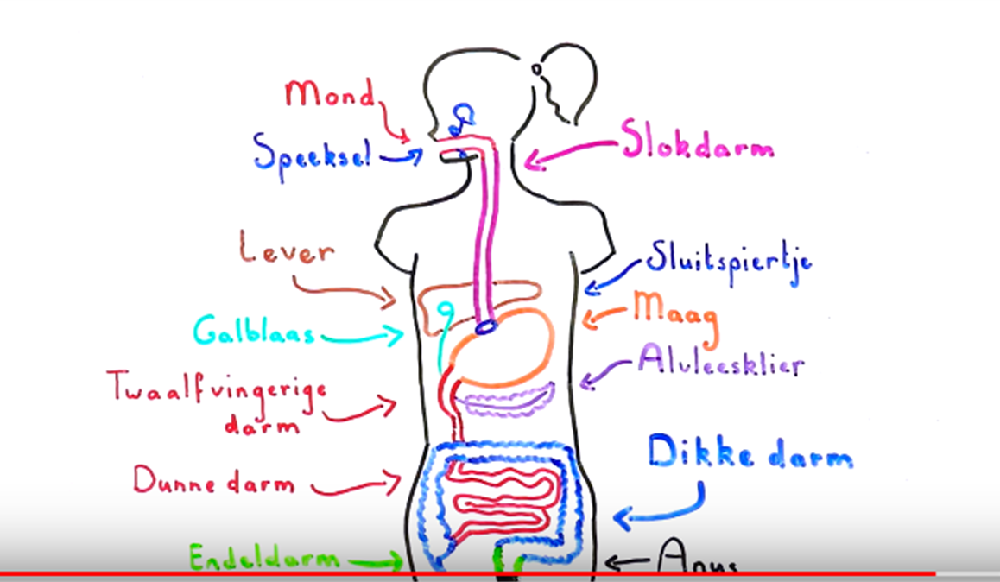 Mond
Speeksel
Slokdarm
Lever
Sluitspiertje
Galblaas
Maag
Alvleesklier
Twaalfvingerige
darm
Dikke darm
Dunne darm
Endeldarm
Anus